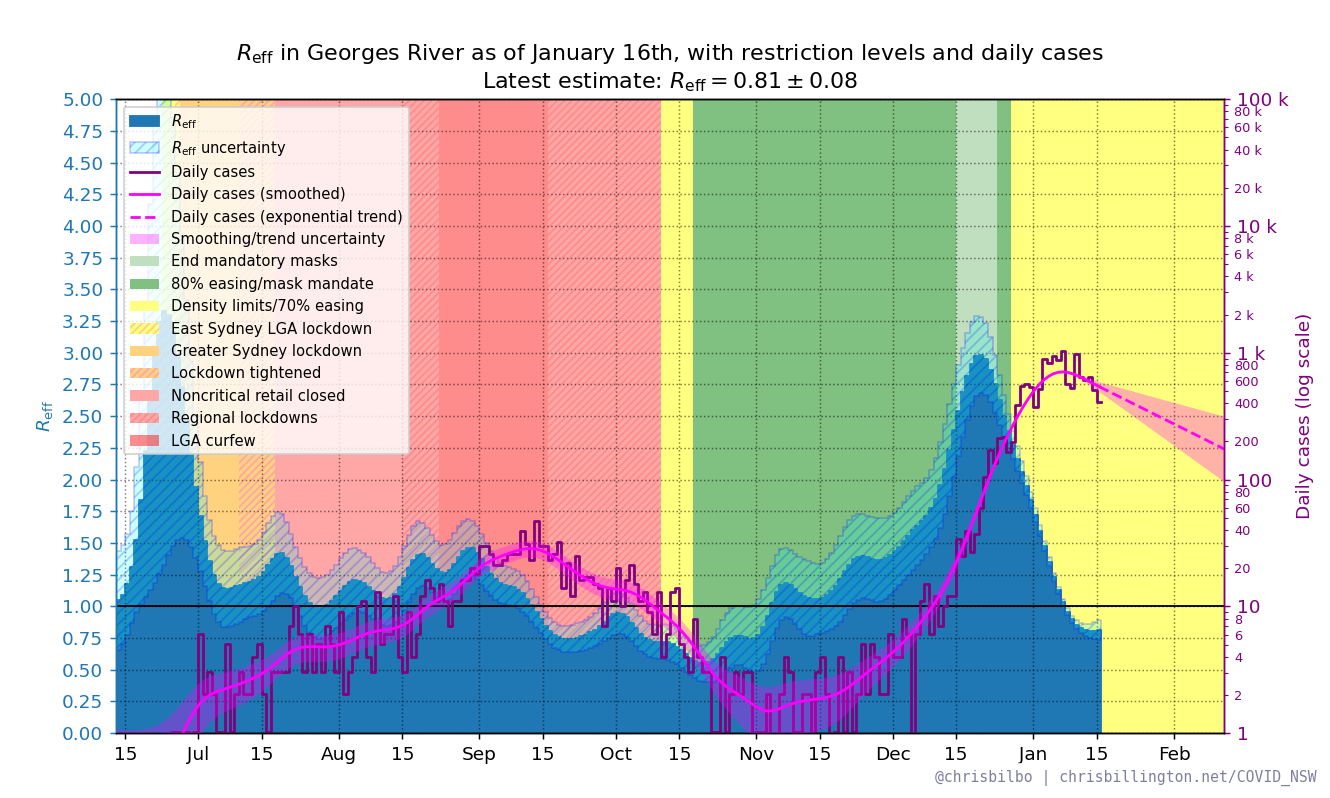 Reff in Georges River as of January 16th, with restriction levels and daily cases
Latest estimate: Reff = 0.81 ± 0.08
Reff
5.00
4.75
4.50
4.25
4.00
3.75
3.50
3.25
3.00
2.75
2.50
2.25
2.00
1.75
1.50
1.25
1.00
0.75
0.50
0.25
0.00
Reff
Reff uncertainty
Daily cases
Daily cases (smoothed)
Daily cases (exponential trend)
Smoothing/trend uncertainty
End mandatory masks
80% easing/mask mandate
Density limits/70% easing
East Sydney LGA lockdown
Greater Sydney lockdown
Lockdown tightened
Noncritical retail closed
Regional lockdowns
LGA curfew
100 k
80 k
60 k
40 k
20 k
10 k
8 k
6 k
4 k
2 k
1 k
800
600
400
200
100
80
60
40
20
10
8
6
4
2
1
Daily cases (log scale)
15 Jul 15 Aug 15 Sep 15 Oct 15 Nov 15 Dec 15 Jan 15 Feb
@chrisbilbo | chrisbillington.net/COVID_NSW